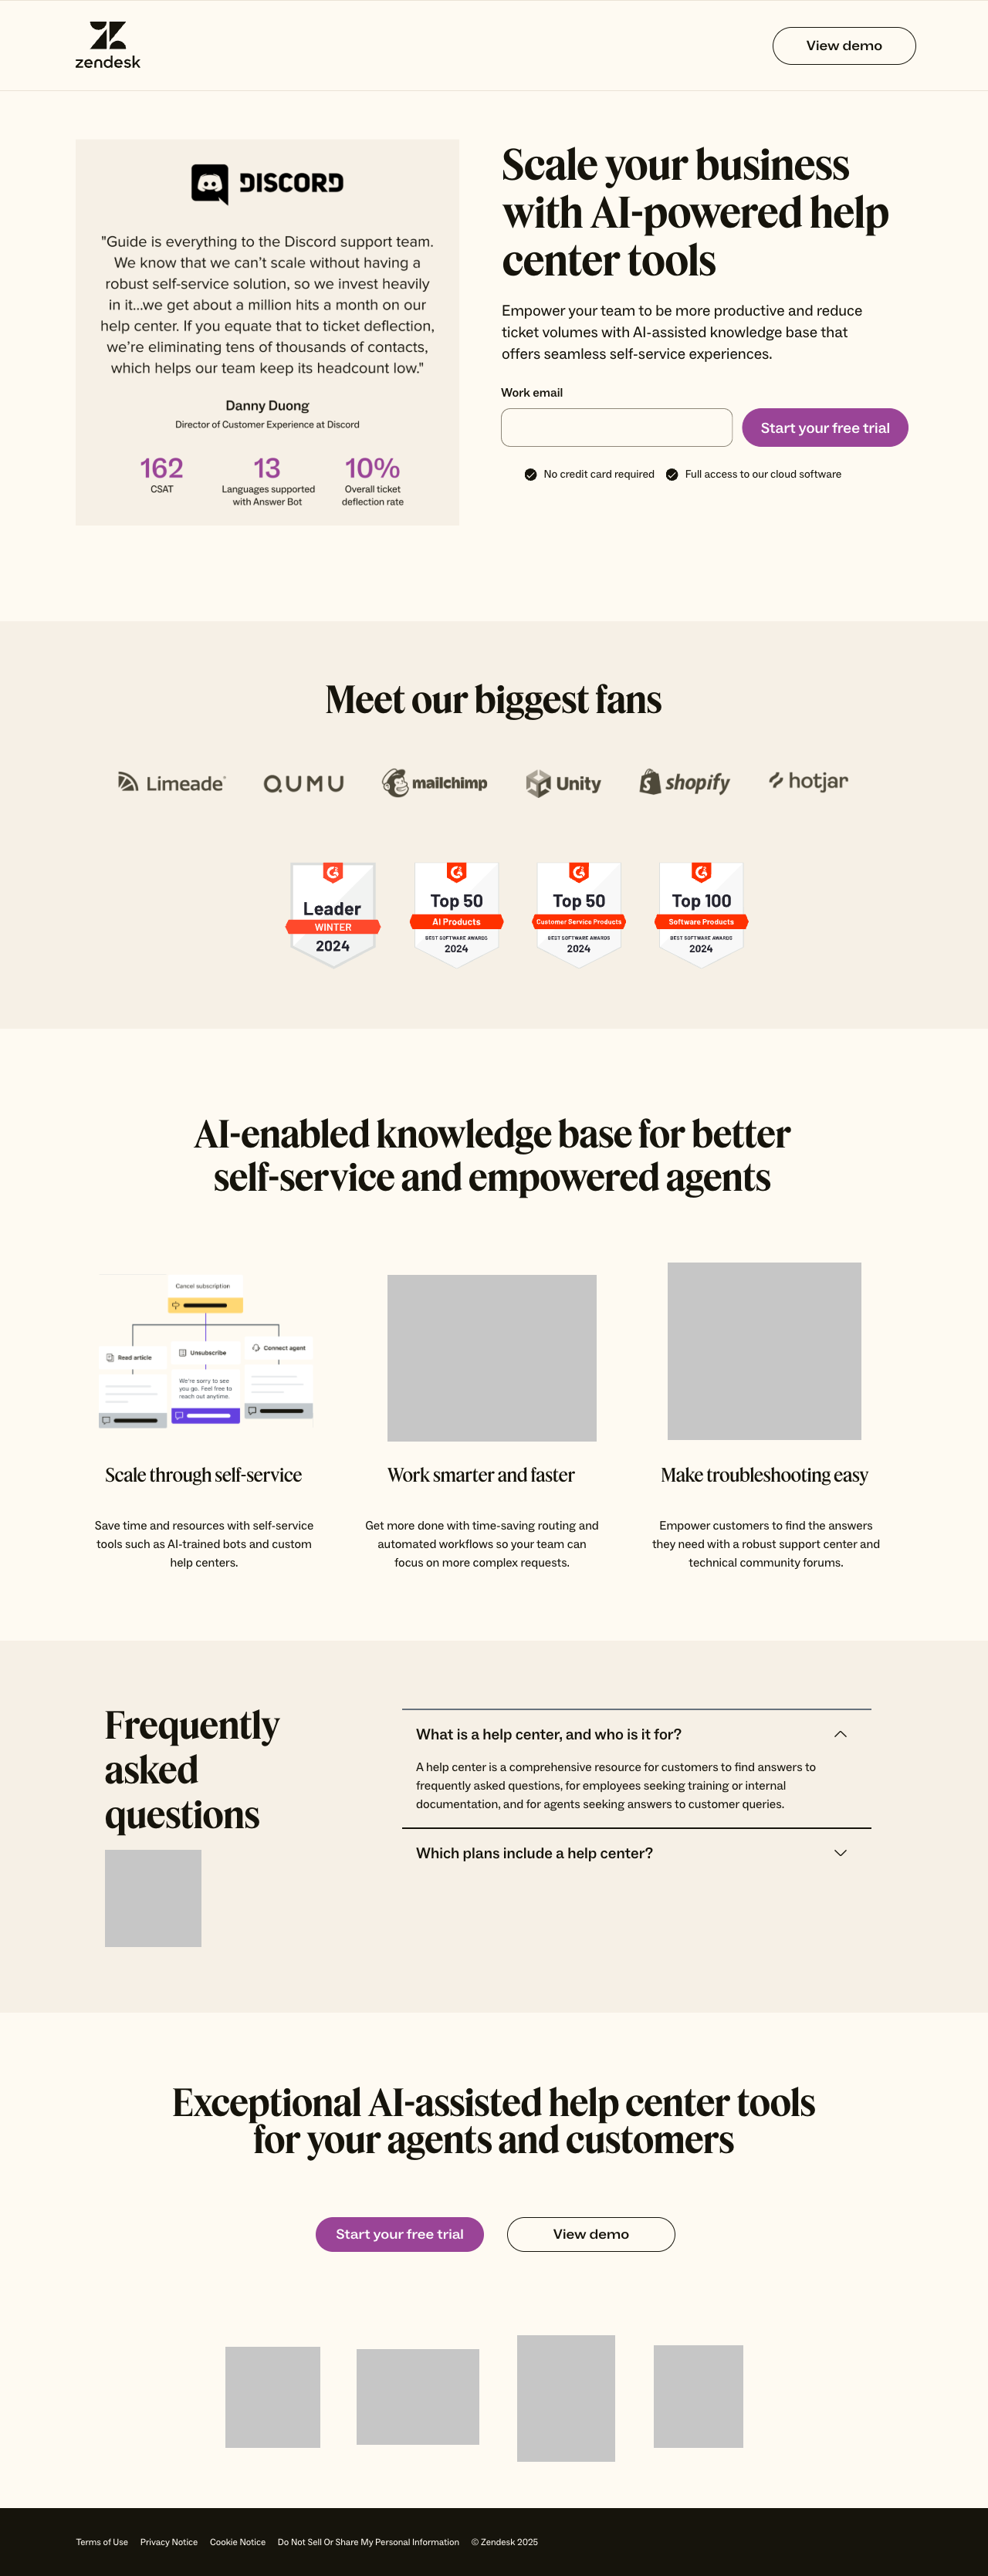 zendesk
View demo
DISCORD
"Guide is everything to the Discord support team.
We know that we can’t scale without having a
robust self-service solution, so we invest heavily
in it...we get about a million hits a month on our
help center. If you equate that to ticket deflection,
we’re eliminating tens of thousands of contacts,
which helps our team keep its headcount low."
Danny Duong
Director of Customer Experience at Discord
162
CSAT
13
Languages supported
with Answer Bot
10%
Overall ticket
deflection rate
Scale your business
with AI-powered help
center tools
Empower your team to be more productive and reduce
ticket volumes with AI-assisted knowledge base that
offers seamless self-service experiences.
Work email
Start your free trial
No credit card required
Full access to our cloud software
Meet our biggest fans
Limeade
QUMU
mailchimp
Unity
shopify
hotjar
Leader
WINTER
2024
Top 50
AI Products
BEST SOFTWARE AWARDS
2024
Top 50
Customer Service Products
BEST SOFTWARE AWARDS
2024
Top 100
Software Products
BEST SOFTWARE AWARDS
2024
AI-enabled knowledge base for better
self-service and empowered agents
Cancel subscription
Read article
Unsubscribe
Connect agent
We're sorry to see
you go. Feel free to
reach out anytime.
Scale through self-service
Save time and resources with self-service
tools such as AI-trained bots and custom
help centers.
Work smarter and faster
Get more done with time-saving routing and
automated workflows so your team can
focus on more complex requests.
Make troubleshooting easy
Empower customers to find the answers
they need with a robust support center and
technical community forums.
Frequently
asked
questions
What is a help center, and who is it for?
A help center is a comprehensive resource for customers to find answers to
frequently asked questions, for employees seeking training or internal
documentation, and for agents seeking answers to customer queries.
Which plans include a help center?
Exceptional AI-assisted help center tools
for your agents and customers
Start your free trial
View demo
Terms of Use
Privacy Notice
Cookie Notice
Do Not Sell Or Share My Personal Information
© Zendesk 2025